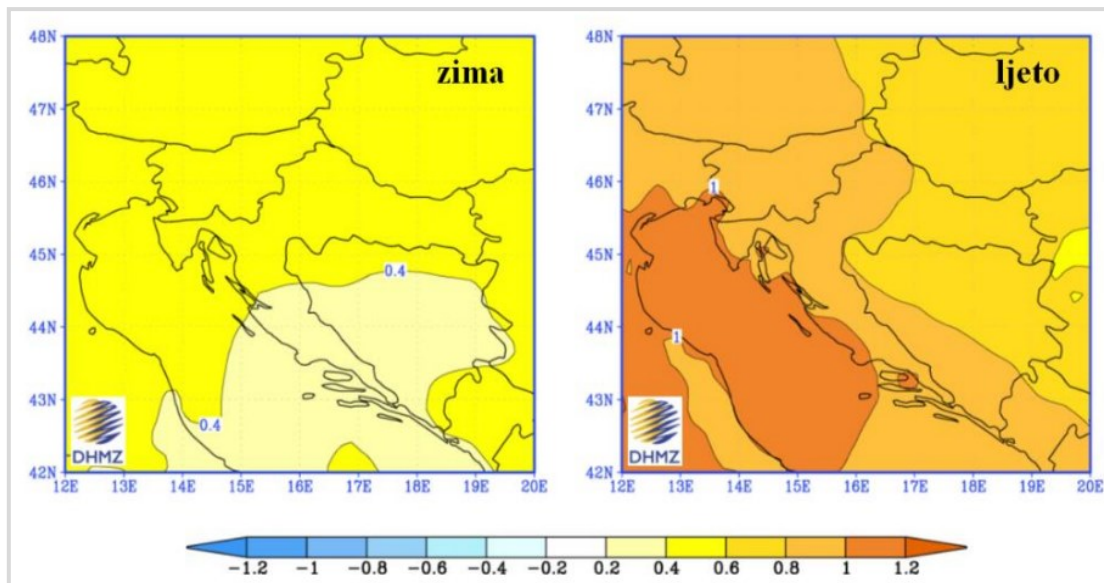 zima
48N
47N
46N
45N
44N
43N
42N
0.4
0.4
DHMZ
12E 13E 14E 15E 16E 17E 18E 19E 20E
ljeto
48N
47N
46N
45N
44N
43N
42N
1
1
DHMZ
12E 13E 14E 15E 16E 17E 18E 19E 20E
-1.2 -1 -0.8 -0.6 -0.4 -0.2 0.2 0.4 0.6 0.8 1 1.2